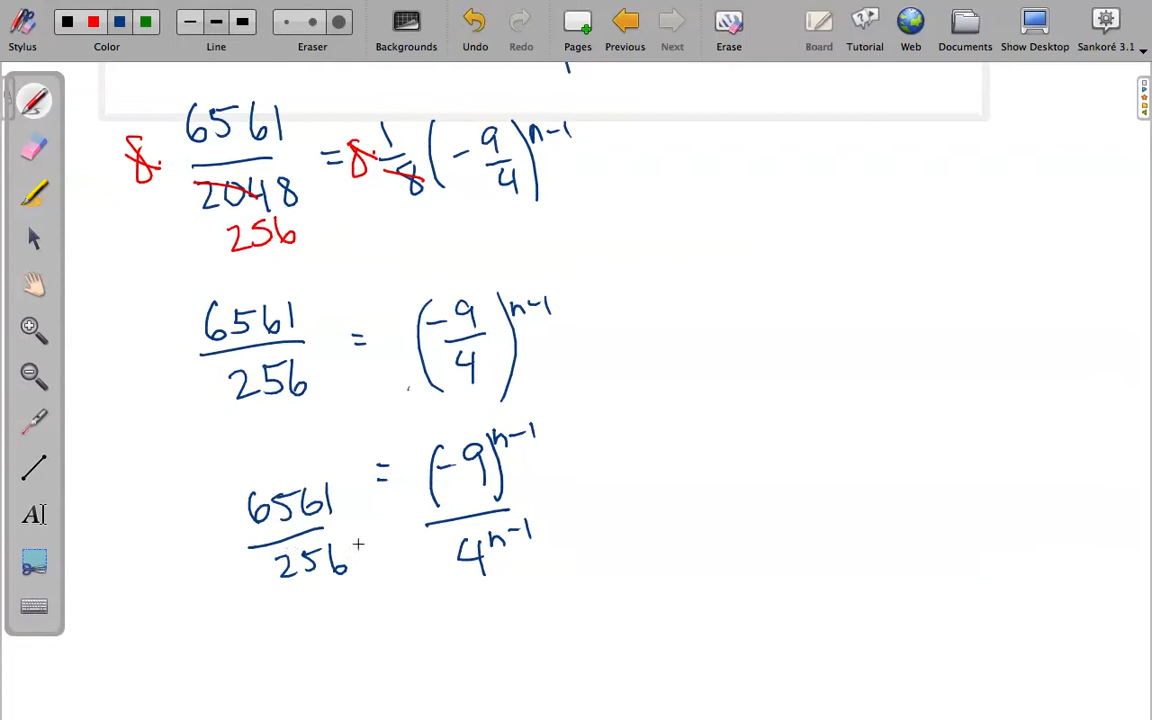 Stylus Color Line Eraser Backgrounds Undo Redo Pages Previous Next Erase Board Tutorial Web Documents Show Desktop Sankoré 3.1
8. 6561/2048 = 8. 1/8 (-9/4)^n-1
256
6561/256 = (-9/4)^n-1
6561/256 = (-9)^n-1/4^n-1